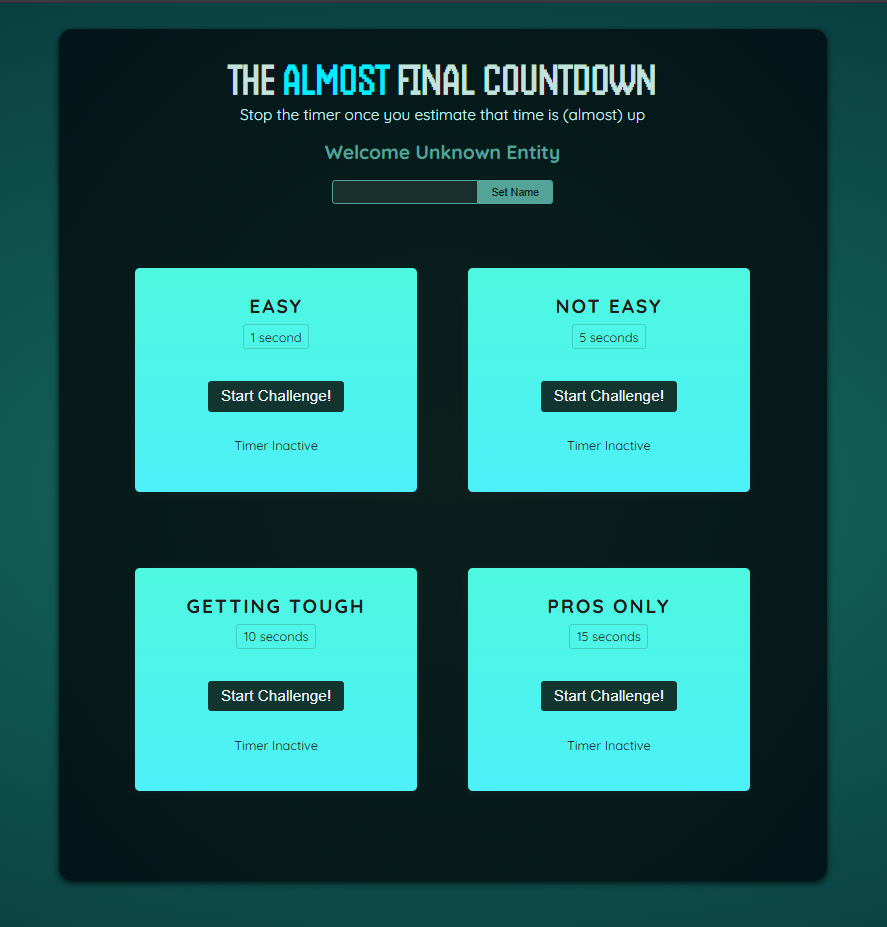 THE ALMOST FINAL COUNTDOWN
Stop the timer once you estimate that time is (almost) up
Welcome Unknown Entity
Set Name
EASY
1 second
Start Challenge!
Timer Inactive
NOT EASY
5 seconds
Start Challenge!
Timer Inactive
GETTING TOUGH
10 seconds
Start Challenge!
Timer Inactive
PROS ONLY
15 seconds
Start Challenge!
Timer Inactive